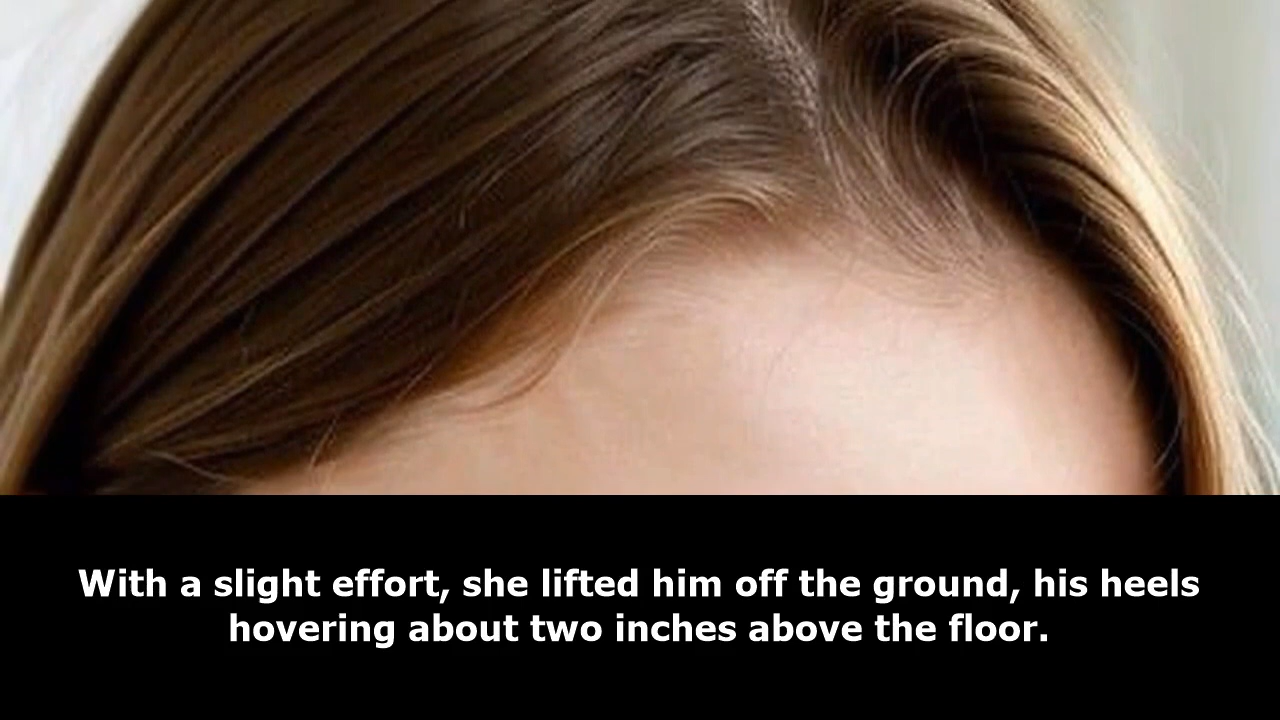 With a slight effort, she lifted him off the ground, his heels
hovering about two inches above the floor.